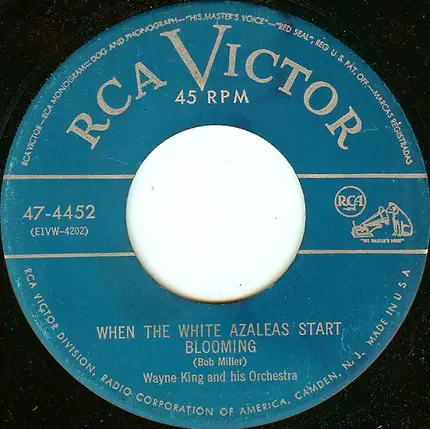 RCA VICTOR—RCA MONOGRAM—DOG AND PHONOGRAPH—"HIS MASTER'S VOICE"—"RED SEAL", REG U.S. PAT. OFF.—MARCAS REGISTRADAS
RCA VICTOR
45 RPM
47-4452
(EIVW-4202)
RCA
"HIS MASTER'S VOICE"
WHEN THE WHITE AZALEAS START
BLOOMING
(Bob Miller)
Wayne King and his Orchestra
RCA VICTOR DIVISION, RADIO CORPORATION OF AMERICA, CAMDEN, N. J. MADE IN U S A